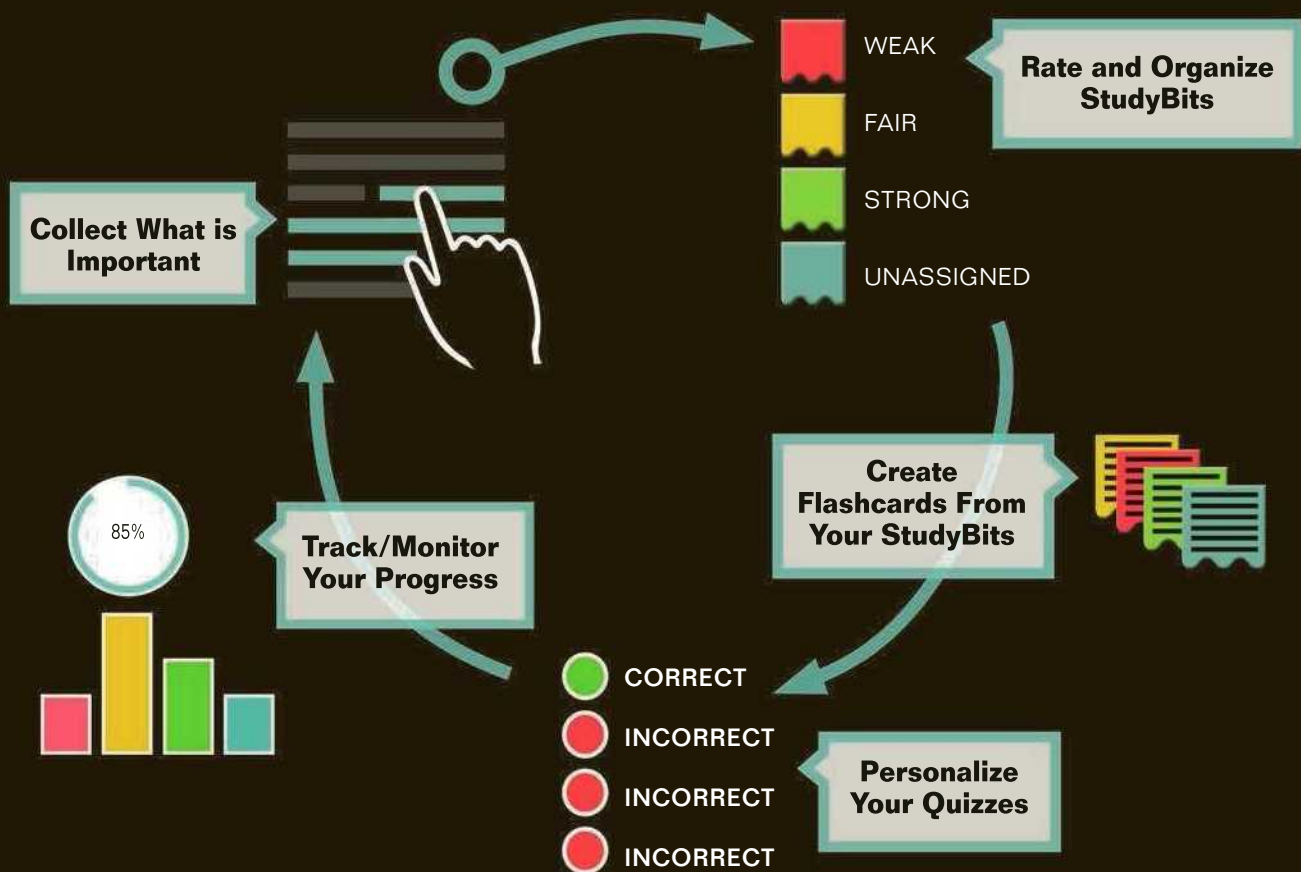 Collect What is
Important
WEAK
FAIR
STRONG
UNASSIGNED
Rate and Organize
StudyBits
Create
Flashcards From
Your StudyBits
CORRECT
INCORRECT
INCORRECT
INCORRECT
Personalize
Your Quizzes
Track/Monitor
Your Progress
85%